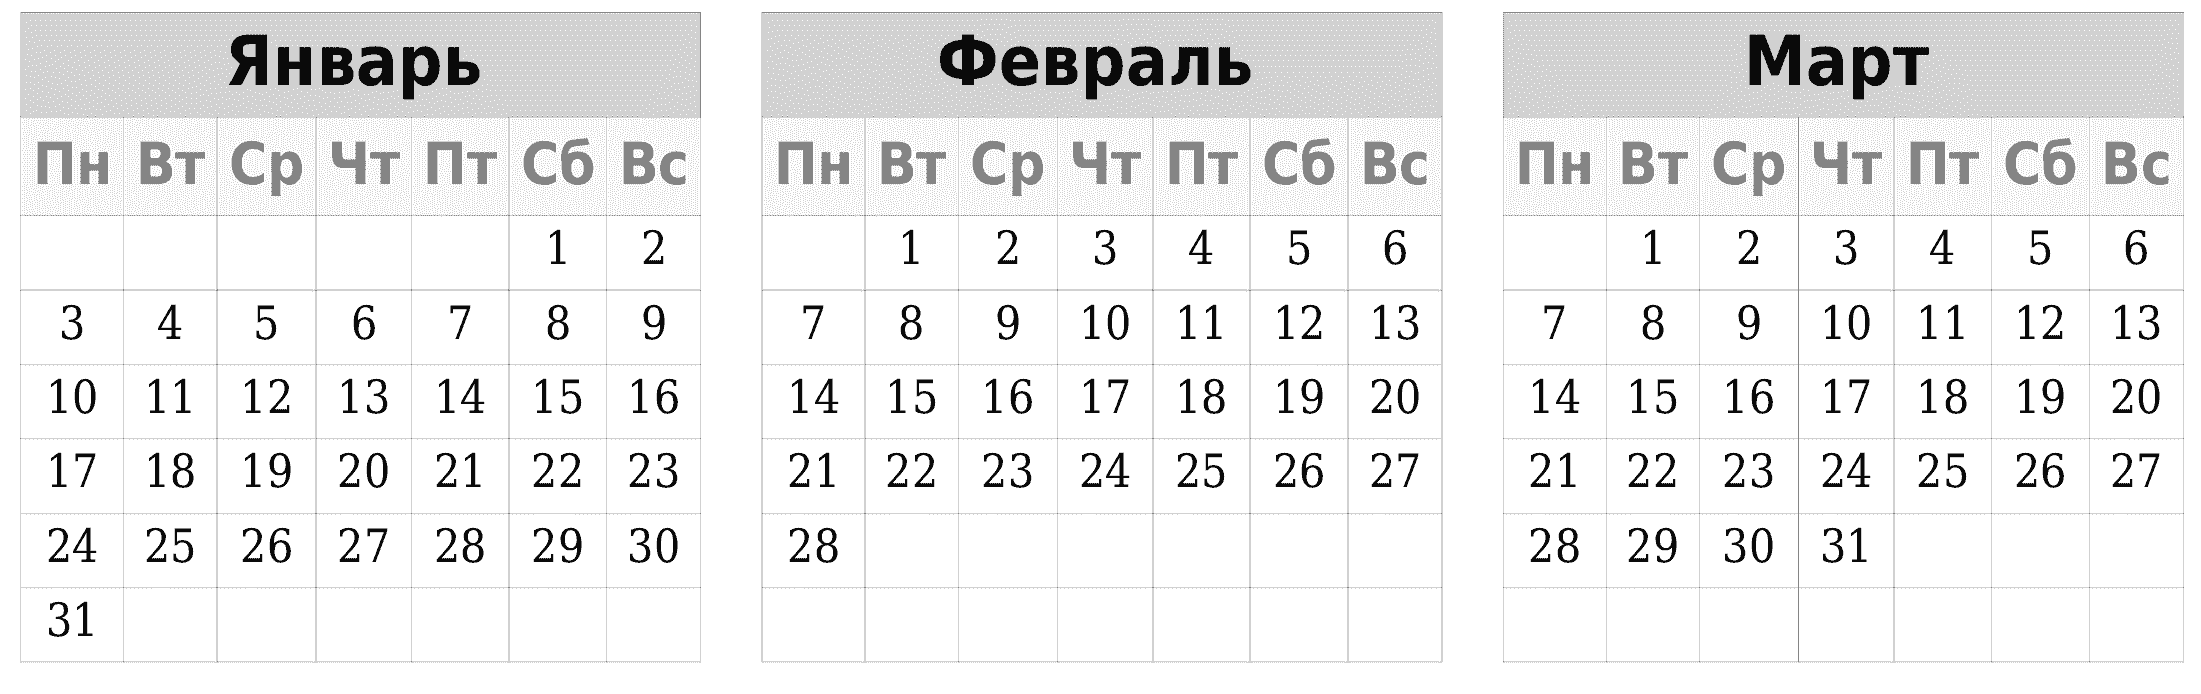 Январь
Пн Вт Ср Чт Пт Сб Вс
1 2
3 4 5 6 7 8 9
10 11 12 13 14 15 16
17 18 19 20 21 22 23
24 25 26 27 28 29 30
31
Февраль
Пн Вт Ср Чт Пт Сб Вс
1 2 3 4 5 6
7 8 9 10 11 12 13
14 15 16 17 18 19 20
21 22 23 24 25 26 27
28
Март
Пн Вт Ср Чт Пт Сб Вс
1 2 3 4 5 6
7 8 9 10 11 12 13
14 15 16 17 18 19 20
21 22 23 24 25 26 27
28 29 30 31